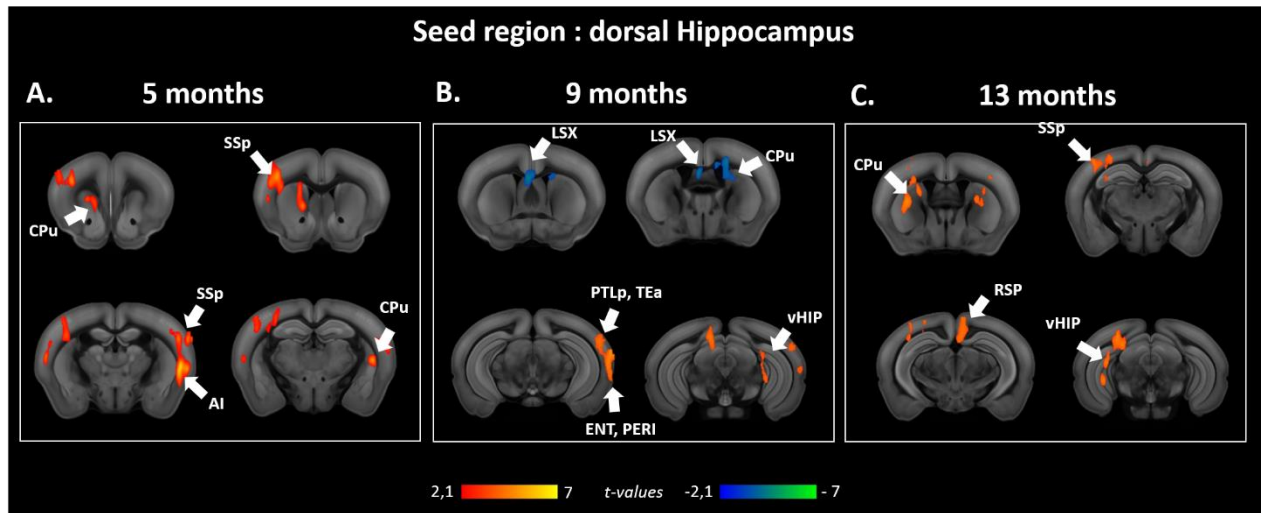 Seed region : dorsal Hippocampus
A. 5 months
SSp
CPu
SSp
CPu
AI
B. 9 months
LSX
LSX
CPu
PTLp, TEa
vHIP
ENT, PERI
C. 13 months
SSp
CPu
RSP
vHIP
2,1 7 t-values -2,1 - 7